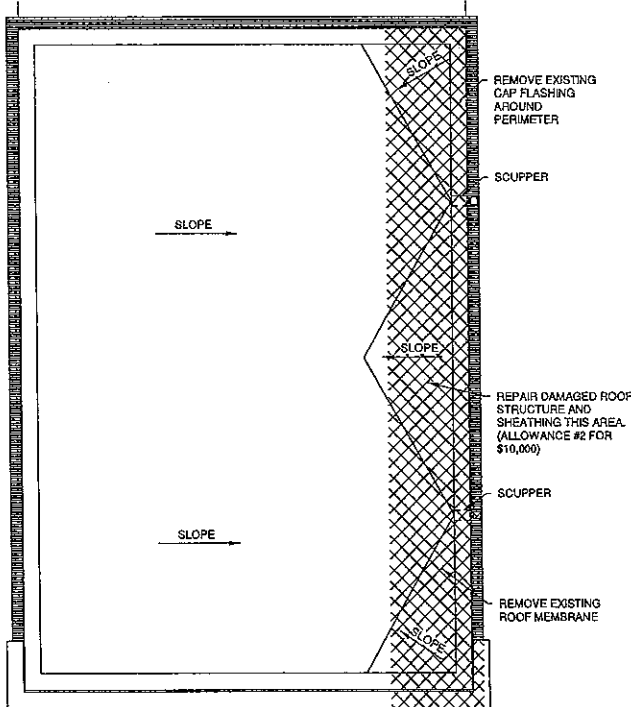 SLOPE
REMOVE EXISTING
CAP FLASHING
AROUND
PERIMETER
SCUPPER
SLOPE
SLOPE
REPAIR DAMAGED ROOF
STRUCTURE AND
SHEATHING THIS AREA.
(ALLOWANCE #2 FOR
$10,000)
SCUPPER
SLOPE
REMOVE EXISTING
ROOF MEMBRANE
SLOPE